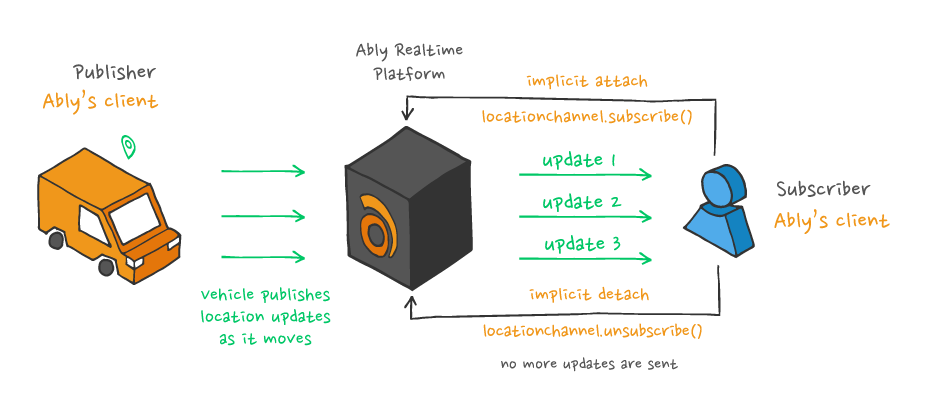 Publisher
Ably's client
Ably Realtime
Platform
implicit attach
locationchannel.subscribe()
update 1
update 2
update 3
Subscriber
Ably's client
vehicle publishes
location updates
as it moves
implicit detach
locationchannel.unsubscribe()
no more updates are sent